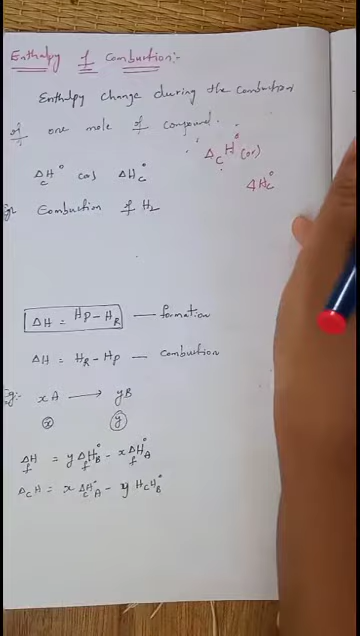 Enthalpy of Combustion:-
Enthalpy change during the combustion
of one mole of compound.
ΔcH° (or)
ΔHc°
ΔcH° (or) ΔHc°
Eg: Combustion of H₂
ΔH = Hp - HR — formation
ΔH = HR - Hp — combustion
Eg:- xA → yB
x y
ΔfH = yΔfH°B - xΔfH°A
ΔcH = xΔcH°A - yHcH°B